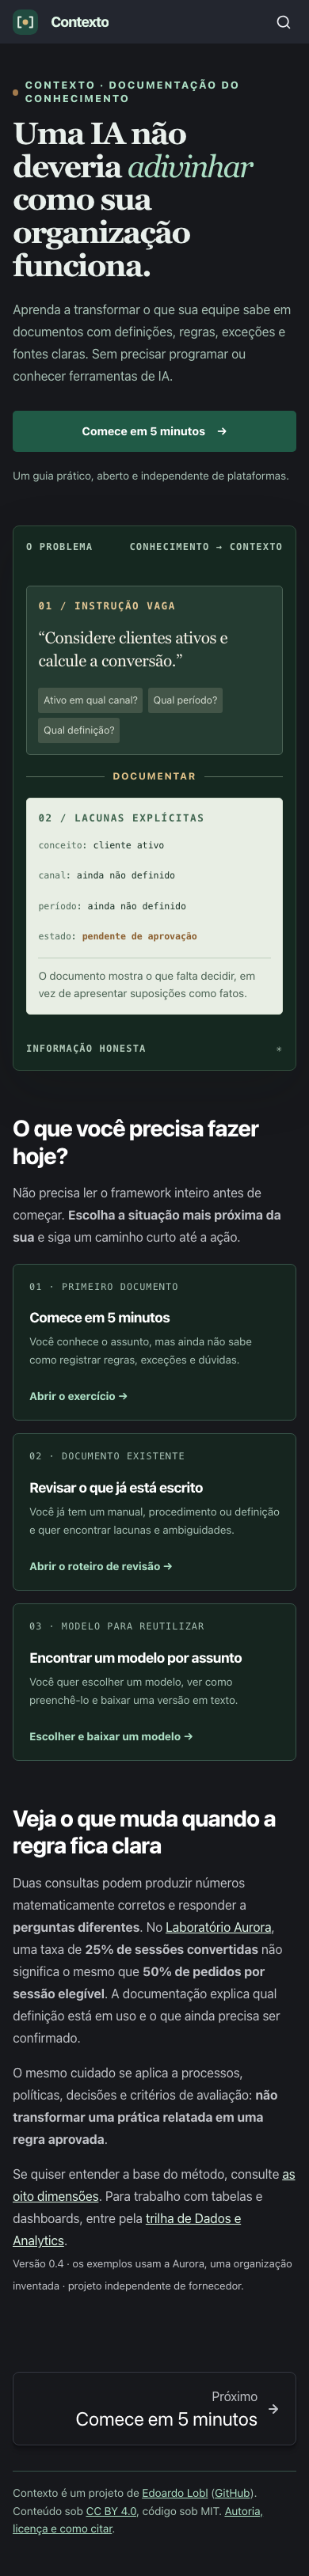 Contexto
CONTEXTO · DOCUMENTAÇÃO DO
CONHECIMENTO
Uma IA não
deveria adivinhar
como sua
organização
funciona.
Aprenda a transformar o que sua equipe sabe em
documentos com definições, regras, exceções e
fontes claras. Sem precisar programar ou
conhecer ferramentas de IA.
Comece em 5 minutos →
Um guia prático, aberto e independente de plataformas.
O PROBLEMA CONHECIMENTO → CONTEXTO
01 / INSTRUÇÃO VAGA
“Considere clientes ativos e
calcule a conversão.”
Ativo em qual canal? Qual período?
Qual definição?
DOCUMENTAR
02 / LACUNAS EXPLÍCITAS
conceito: cliente ativo
canal: ainda não definido
período: ainda não definido
estado: pendente de aprovação
O documento mostra o que falta decidir, em
vez de apresentar suposições como fatos.
INFORMAÇÃO HONESTA
O que você precisa fazer
hoje?
Não precisa ler o framework inteiro antes de
começar. Escolha a situação mais próxima da
sua e siga um caminho curto até a ação.
01 · PRIMEIRO DOCUMENTO
Comece em 5 minutos
Você conhece o assunto, mas ainda não sabe
como registrar regras, exceções e dúvidas.
Abrir o exercício →
02 · DOCUMENTO EXISTENTE
Revisar o que já está escrito
Você já tem um manual, procedimento ou definição
e quer encontrar lacunas e ambiguidades.
Abrir o roteiro de revisão →
03 · MODELO PARA REUTILIZAR
Encontrar um modelo por assunto
Você quer escolher um modelo, ver como
preenchê-lo e baixar uma versão em texto.
Escolher e baixar um modelo →
Veja o que muda quando a
regra fica clara
Duas consultas podem produzir números
matematicamente corretos e responder a
perguntas diferentes. No Laboratório Aurora,
uma taxa de 25% de sessões convertidas não
significa o mesmo que 50% de pedidos por
sessão elegível. A documentação explica qual
definição está em uso e o que ainda precisa ser
confirmado.
O mesmo cuidado se aplica a processos,
políticas, decisões e critérios de avaliação: não
transformar uma prática relatada em uma
regra aprovada.
Se quiser entender a base do método, consulte as
oito dimensões. Para trabalho com tabelas e
dashboards, entre pela trilha de Dados e
Analytics.
Versão 0.4 · os exemplos usam a Aurora, uma organização
inventada · projeto independente de fornecedor.
Próximo
Comece em 5 minutos →
Contexto é um projeto de Edoardo Lobl (GitHub).
Conteúdo sob CC BY 4.0, código sob MIT. Autoria,
licença e como citar.